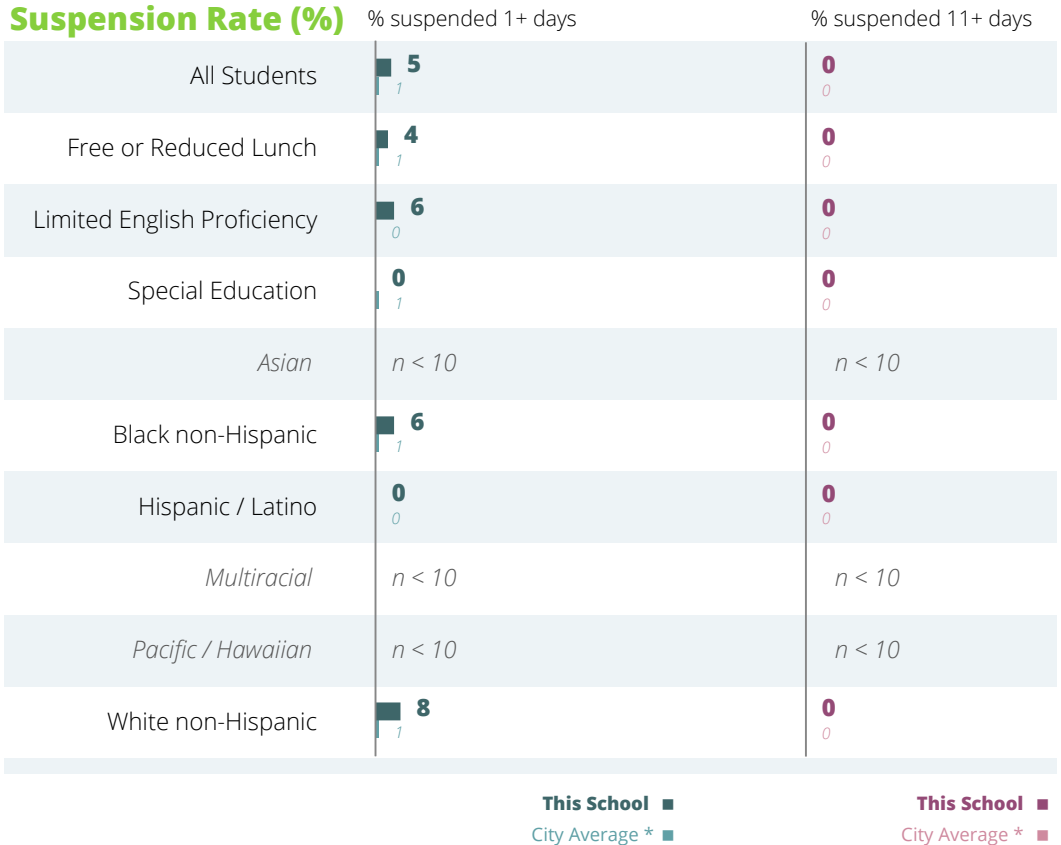 Suspension Rate (%) % suspended 1+ days % suspended 11+ days
All Students 5 0
1 0
Free or Reduced Lunch 4 0
1 0
Limited English Proficiency 6 0
0 0
Special Education 0 0
1 0
Asian n < 10 n < 10
Black non-Hispanic 6 0
1 0
Hispanic / Latino 0 0
0 0
Multiracial n < 10 n < 10
Pacific / Hawaiian n < 10 n < 10
White non-Hispanic 8 0
1 0
This School This School
City Average * City Average *